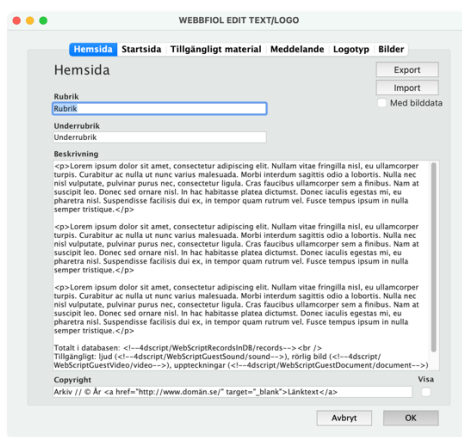 WEBBFIOL EDIT TEXT/LOGO
Hemsida Startsida Tillgängligt material Meddelande Logotyp Bilder
Hemsida
Export
Import
Med bilddata
Rubrik
Rubrik
Underrubrik
Underrubrik
Beskrivning
<p>Lorem ipsum dolor sit amet, consectetur adipiscing elit. Nullam vitae fringilla nisl, eu ullamcorper
turpis. Curabitur ac nulla ut nunc varius malesuada. Morbi interdum sagittis odio a lobortis. Nulla nec
nisl vulputate, pulvinar purus nec, consectetur ligula. Cras faucibus ullamcorper sem a finibus. Nam at
suscipit leo. Donec sed ornare nisl. In hac habitasse platea dictumst. Donec iaculis egestas mi, eu
pharetra nisl. Suspendisse facilisis dui ex, in tempor quam rutrum vel. Fusce tempus ipsum in nulla
semper tristique.</p>
<p>Lorem ipsum dolor sit amet, consectetur adipiscing elit. Nullam vitae fringilla nisl, eu ullamcorper
turpis. Curabitur ac nulla ut nunc varius malesuada. Morbi interdum sagittis odio a lobortis. Nulla nec
nisl vulputate, pulvinar purus nec, consectetur ligula. Cras faucibus ullamcorper sem a finibus. Nam at
suscipit leo. Donec sed ornare nisl. In hac habitasse platea dictumst. Donec iaculis egestas mi, eu
pharetra nisl. Suspendisse facilisis dui ex, in tempor quam rutrum vel. Fusce tempus ipsum in nulla
semper tristique.</p>
<p>Lorem ipsum dolor sit amet, consectetur adipiscing elit. Nullam vitae fringilla nisl, eu ullamcorper
turpis. Curabitur ac nulla ut nunc varius malesuada. Morbi interdum sagittis odio a lobortis. Nulla nec
nisl vulputate, pulvinar purus nec, consectetur ligula. Cras faucibus ullamcorper sem a finibus. Nam at
suscipit leo. Donec sed ornare nisl. In hac habitasse platea dictumst. Donec iaculis egestas mi, eu
pharetra nisl. Suspendisse facilisis dui ex, in tempor quam rutrum vel. Fusce tempus ipsum in nulla
semper tristique.</p>
Totalt i databasen: <!--4dscript/WebScriptRecordsInDB/records--><br />
Tillgängligt: ljud (<!--4dscript/WebScriptGuestSound/sound-->), rörlig bild (<!--4dscript/
WebScriptGuestVideo/video-->), uppteckningar (<!--4dscript/WebScriptGuestDocument/document-->)
Copyright
Visa
Arkiv // © År <a href="http://www.domän.se/" target="_blank">Länktext</a>
Avbryt
OK